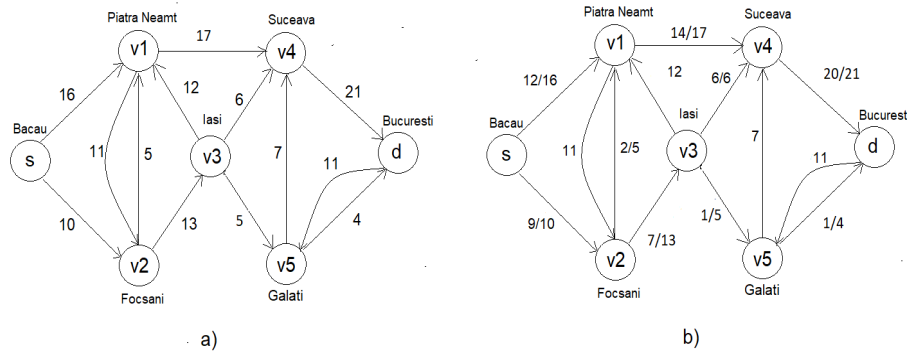 Piatra Neamt
Suceava
v1
17
v4
16
12
6
21
Bacau
Iasi
Bucuresti
s
11
5
v3
7
11
d
10
13
5
4
v2
v5
Focsani
Galati
a)
Piatra Neamt
Suceava
v1
14/17
v4
12/16
12
6/6
20/21
Bacau
Iasi
Bucuresti
s
11
2/5
v3
7
11
d
9/10
7/13
1/5
1/4
v2
v5
Focsani
Galati
b)